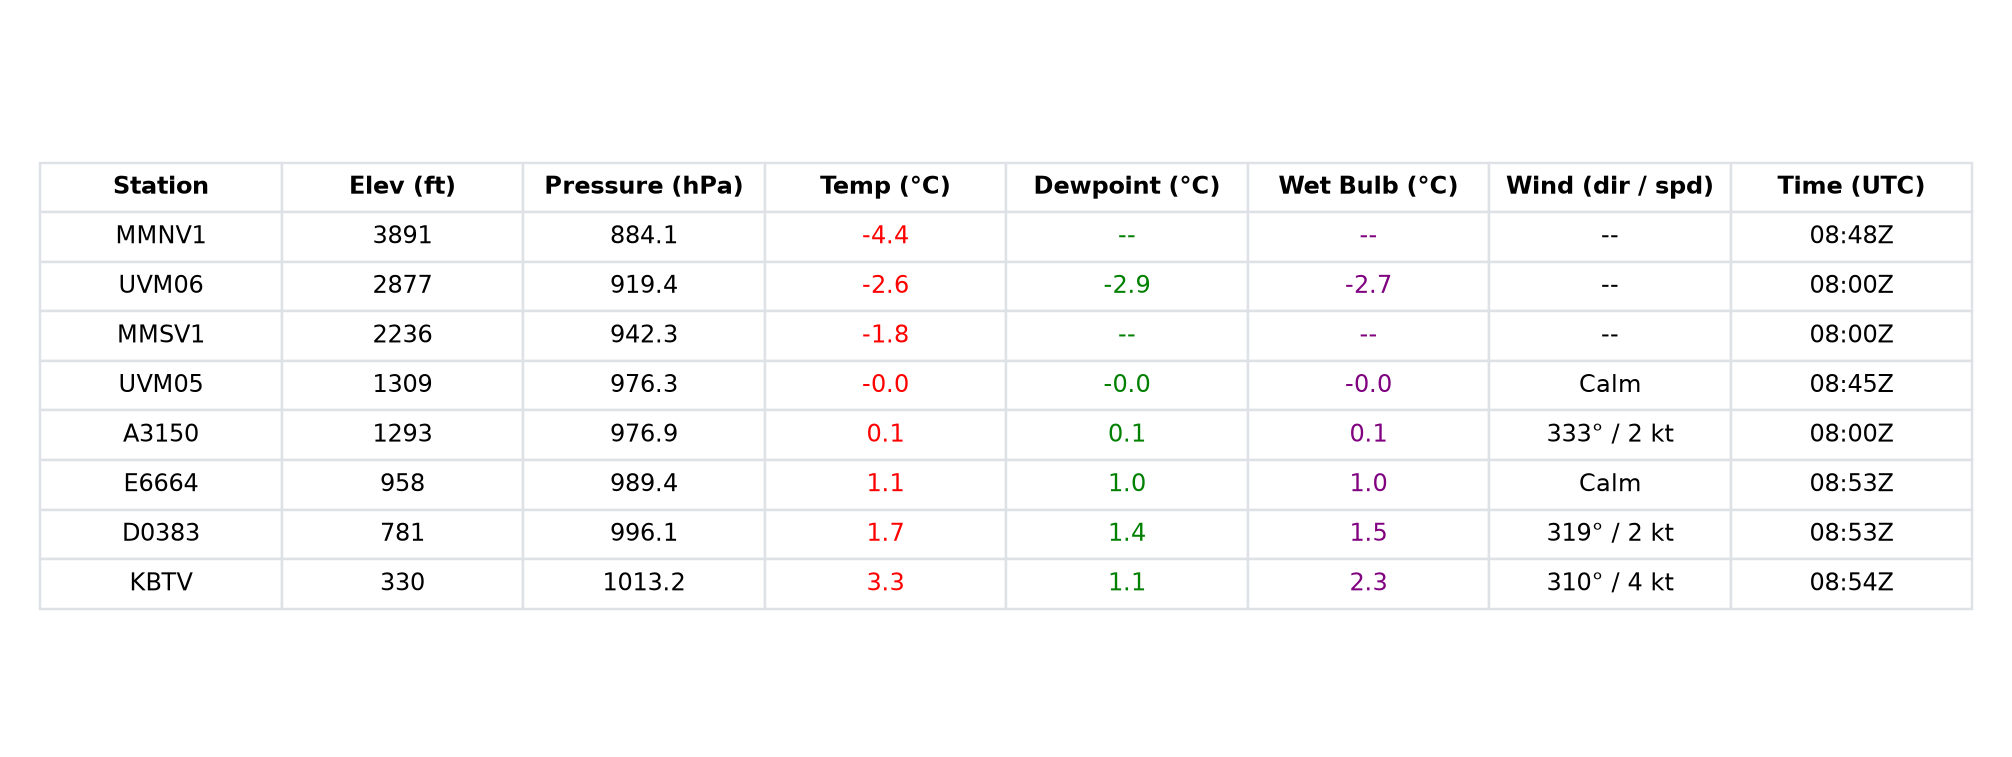 Station Elev (ft) Pressure (hPa) Temp (°C) Dewpoint (°C) Wet Bulb (°C) Wind (dir / spd) Time (UTC)
MMNV1 3891 884.1 -4.4 -- -- -- 08:48Z
UVM06 2877 919.4 -2.6 -2.9 -2.7 -- 08:00Z
MMSV1 2236 942.3 -1.8 -- -- -- 08:00Z
UVM05 1309 976.3 -0.0 -0.0 -0.0 Calm 08:45Z
A3150 1293 976.9 0.1 0.1 0.1 333° / 2 kt 08:00Z
E6664 958 989.4 1.1 1.0 1.0 Calm 08:53Z
D0383 781 996.1 1.7 1.4 1.5 319° / 2 kt 08:53Z
KBTV 330 1013.2 3.3 1.1 2.3 310° / 4 kt 08:54Z